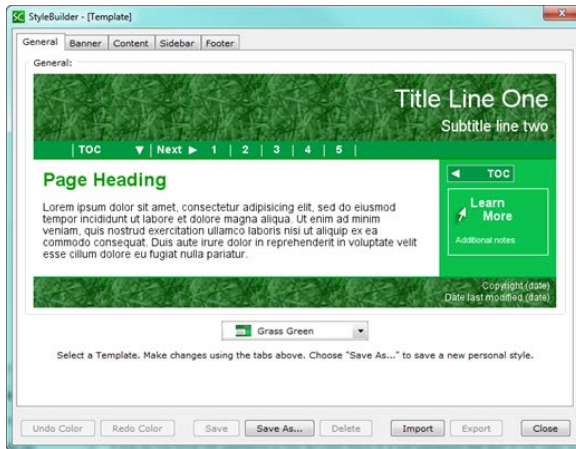 StyleBuilder - [Template]
General Banner Content Sidebar Footer
General:
Title Line One
Subtitle line two
TOC ▼ | Next ► 1 | 2 | 3 | 4 | 5 |
Page Heading
Lorem ipsum dolor sit amet, consectetur adipisicing elit, sed do eiusmod
tempor incididunt ut labore et dolore magna aliqua. Ut enim ad minim
veniam, quis nostrud exercitation ullamco laboris nisi ut aliquip ex ea
commodo consequat. Duis aute irure dolor in reprehenderit in voluptate velit
esse cillum dolore eu fugiat nulla pariatur.
◄ TOC
Learn
More
Additional notes
Copyright (date)
Date last modified (date)
Grass Green
Select a Template. Make changes using the tabs above. Choose "Save As..." to save a new personal style.
Undo Color Redo Color Save Save As... Delete Import Export Close